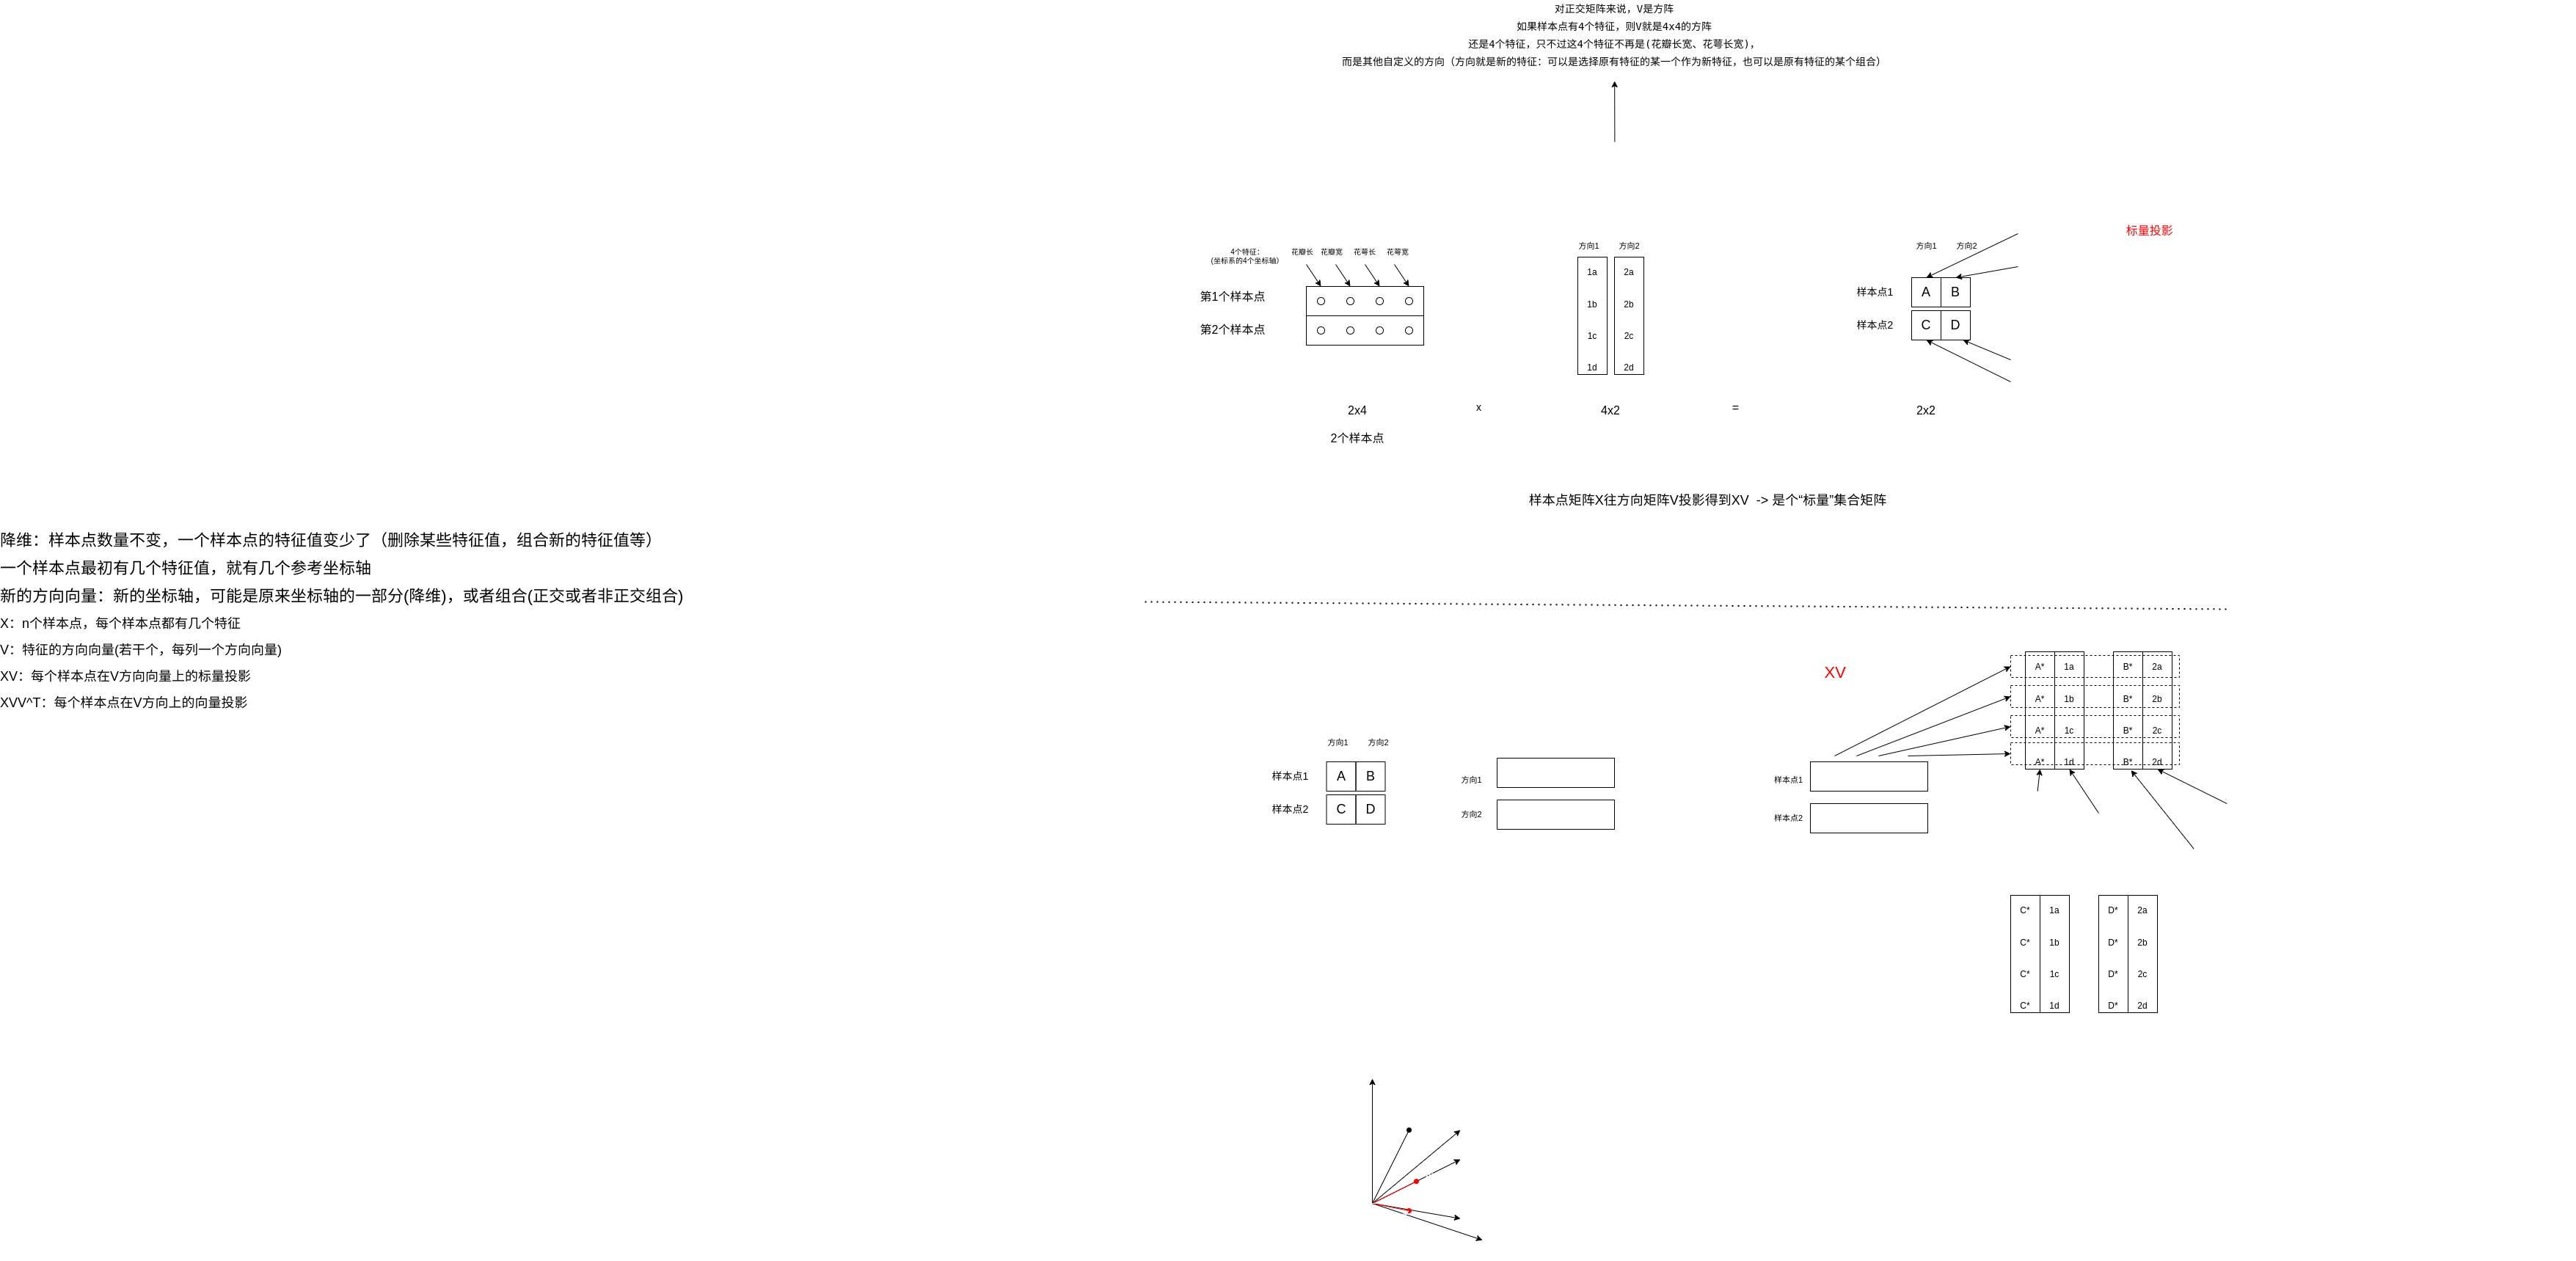 对正交矩阵来说，V是方阵
如果样本点有4个特征，则V就是4x4的方阵
还是4个特征，只不过这4个特征不再是(花瓣长宽、花萼长宽)，
而是其他自定义的方向（方向就是新的特征：可以是选择原有特征的某一个作为新特征，也可以是原有特征的某个组合）
标量投影
4个特征：
(坐标系的4个坐标轴)
花瓣长 花瓣宽 花萼长 花萼宽
方向1 方向2
方向1 方向2
第1个样本点
第2个样本点
1a 2a
1b 2b
1c 2c
1d 2d
样本点1 A B
样本点2 C D
2x4 x 4x2 = 2x2
2个样本点
样本点矩阵X往方向矩阵V投影得到XV -> 是个“标量”集合矩阵
降维：样本点数量不变，一个样本点的特征值变少了（删除某些特征值，组合新的特征值等）
一个样本点最初有几个特征值，就有几个参考坐标轴
新的方向向量：新的坐标轴，可能是原来坐标轴的一部分(降维)，或者组合(正交或者非正交组合)
X：n个样本点，每个样本点都有几个特征
V：特征的方向向量(若干个，每列一个方向向量)
XV：每个样本点在V方向向量上的标量投影
XVV^T：每个样本点在V方向上的向量投影
XV
A* 1a B* 2a
A* 1b B* 2b
A* 1c B* 2c
A* 1d B* 2d
方向1 方向2
样本点1 A B
样本点2 C D
方向1
方向2
样本点1
样本点2
C* 1a D* 2a
C* 1b D* 2b
C* 1c D* 2c
C* 1d D* 2d